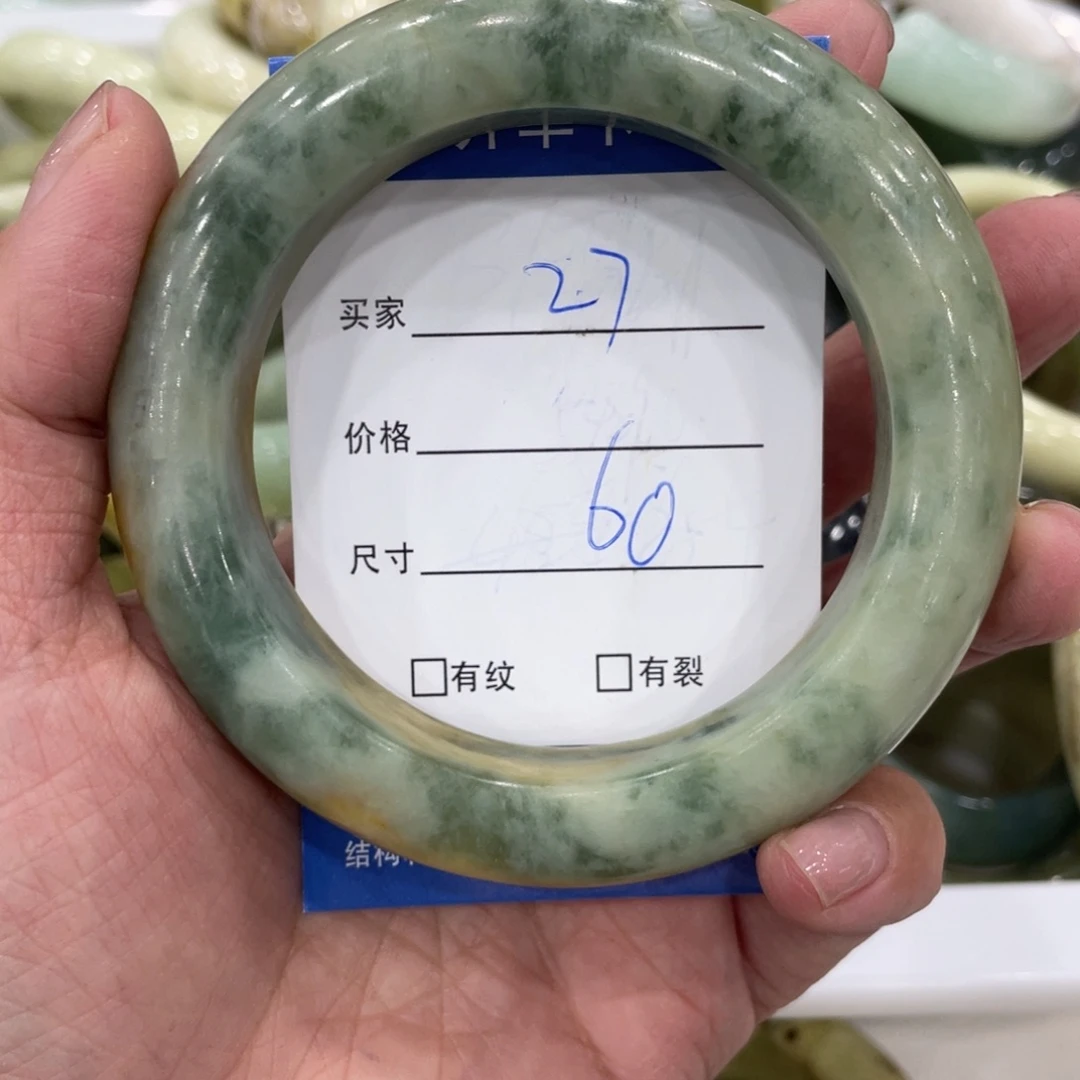 买家 27
价格
尺寸 60
□有纹 □有裂
结构